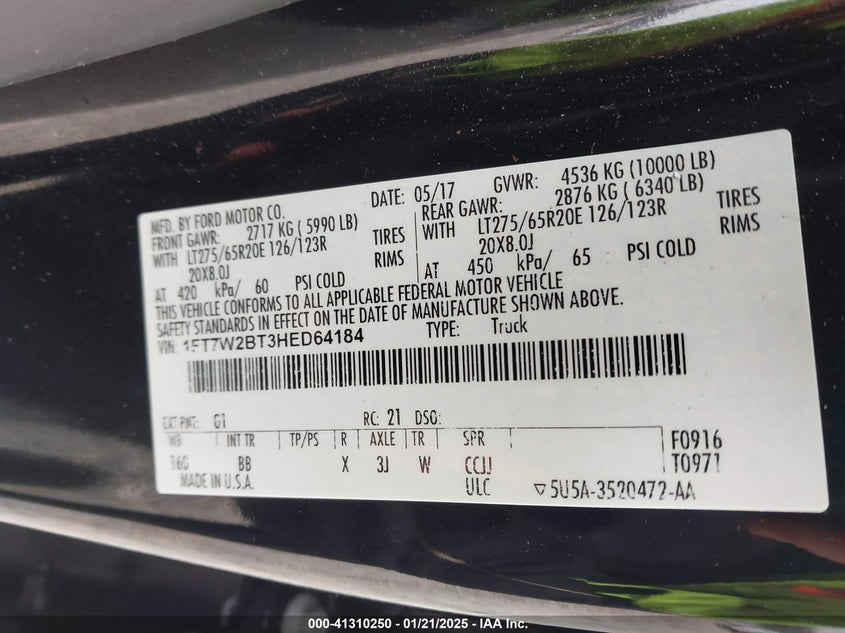 MFD. BY FORD MOTOR CO. DATE: 05/17 GVWR: 4536 KG (10000 LB)
FRONT GAWR: 2717 KG ( 5990 LB) REAR GAWR: 2876 KG ( 6340 LB)
WITH LT275/65R20E 126/123R TIRES WITH LT275/65R20E 126/123R TIRES
20X8.0J RIMS 20X8.0J RIMS
AT 420 kPa/ 60 PSI COLD AT 450 kPa/ 65 PSI COLD
THIS VEHICLE CONFORMS TO ALL APPLICABLE FEDERAL MOTOR VEHICLE
SAFETY STANDARDS IN EFFECT ON THE DATE OF MANUFACTURE SHOWN ABOVE.
VIN: 1FT7W2BT3HED64184 TYPE: Truck
EXT PNT: G1 RC: 21 DSO:
WB INT TR TP/PS R AXLE TR SPR F0916
160 BB X 3J W CCJJ T0971
MADE IN U.S.A. ULC ▽5U5A-3520472-AA
000-41310250 - 01/21/2025 - IAA Inc.